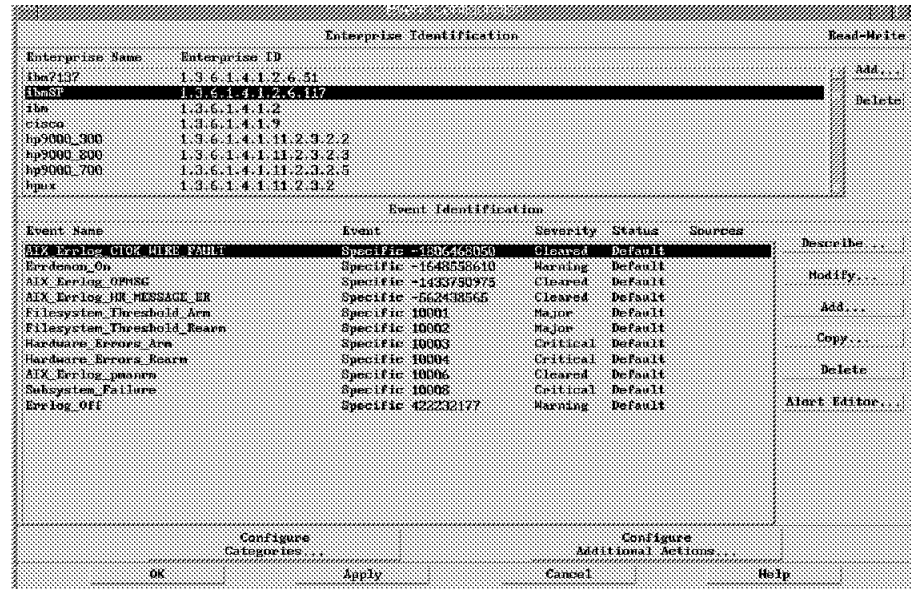 Event Configuration
Enterprise Identification Read-Write
Enterprise Name Enterprise ID
ibm7137 1.3.6.1.4.1.2.6.51 Add...
ibmSP 1.3.6.1.4.1.2.6.117 Delete
ibm 1.3.6.1.4.1.2
cisco 1.3.6.1.4.1.9
hp9000_300 1.3.6.1.4.1.11.2.3.2.2
hp9000_800 1.3.6.1.4.1.11.2.3.2.3
hp9000_700 1.3.6.1.4.1.11.2.3.2.5
hpux 1.3.6.1.4.1.11.2.3.2
Event Identification
Event Name Event Severity Status Sources
AIX_Errlog_CTOK_WIRE_FAULT Specific -1806468050 Cleared Default Describe...
Errdemon_On Specific -1648558610 Warning Default
AIX_Errlog_OPMSG Specific -1433750975 Cleared Default Modify...
AIX_Errlog_HR_MESSAGE_ER Specific -562438565 Cleared Default
Filesystem_Threshold_Arm Specific 10001 Major Default Add...
Filesystem_Threshold_Rearm Specific 10002 Major Default
Hardware_Errors_Arm Specific 10003 Critical Default Copy...
Hardware_Errors_Rearm Specific 10004 Critical Default
AIX_Errlog_pmanrm Specific 10006 Cleared Default Delete
Subsystem_Failure Specific 10008 Critical Default
Errlog_Off Specific 422232177 Warning Default Alert Editor...
Configure Configure
Categories... Additional Actions...
OK Apply Cancel Help